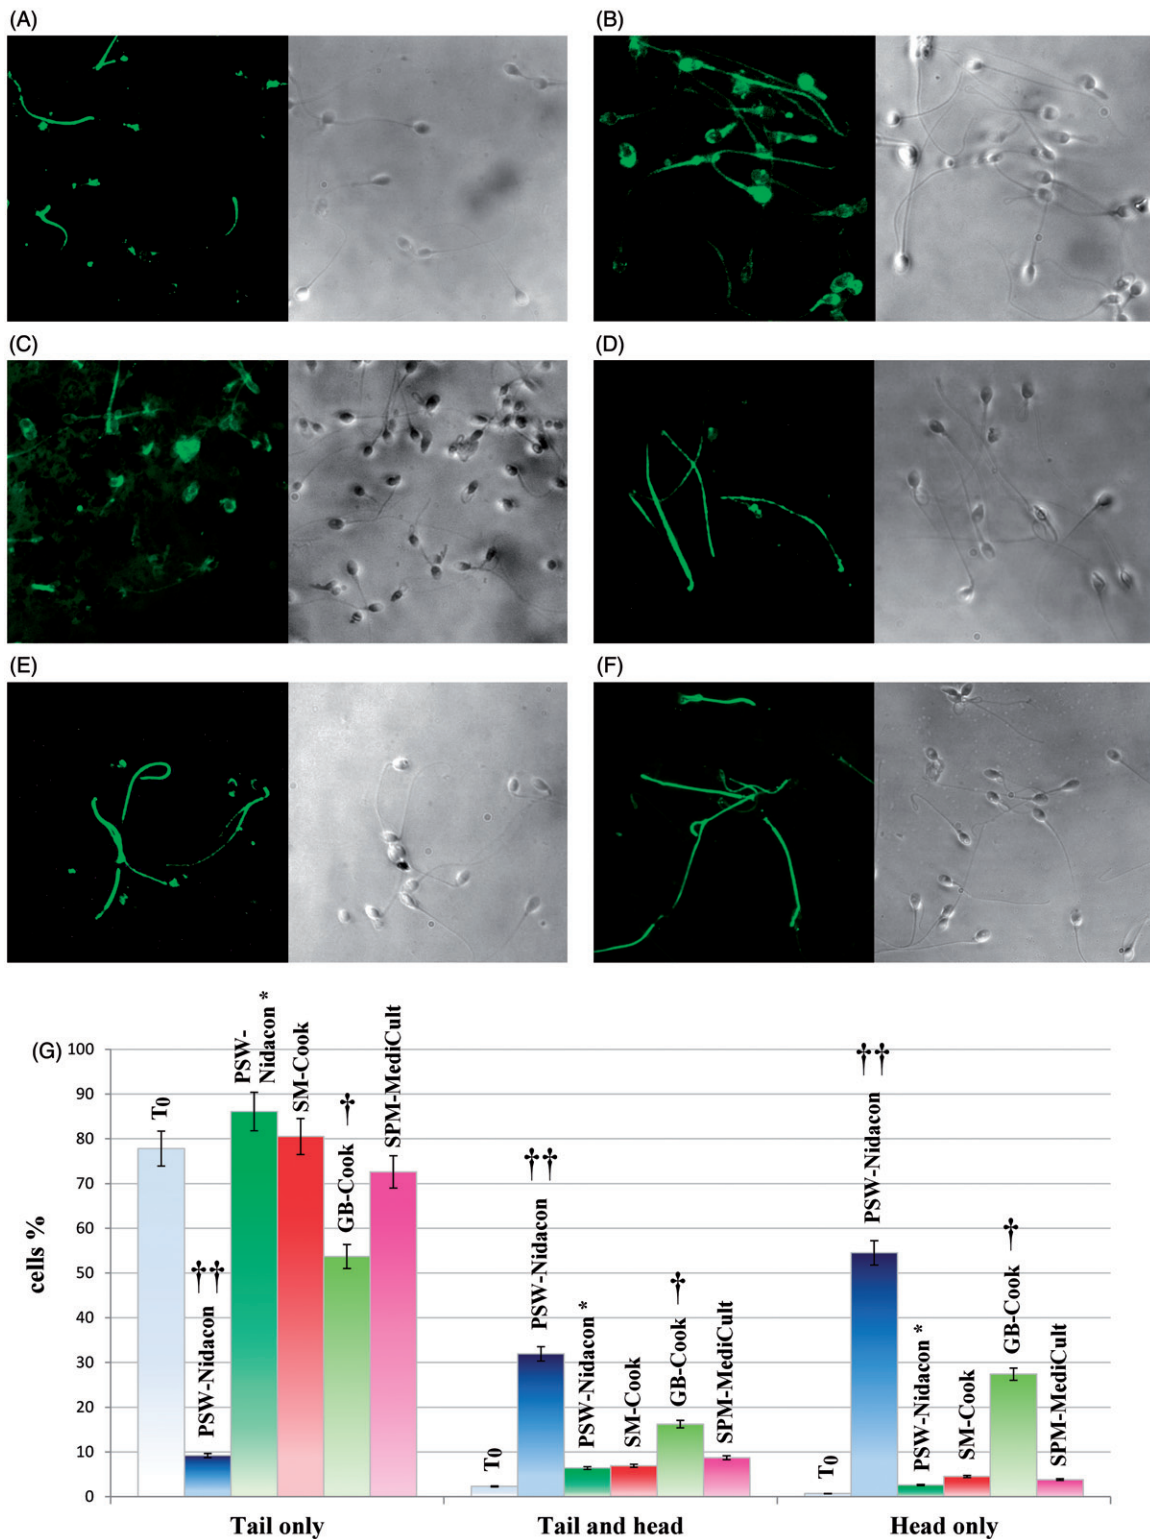 (A)
(B)
(C)
(D)
(E)
(F)
(G)
cells %
100
90
80
70
60
50
40
30
20
10
0
T0
PSW-Nidacon
††
PSW-
Nidacon *
SM-Cook
GB-Cook
†
SPM-MediCult
T0
PSW-Nidacon
††
PSW-Nidacon *
SM-Cook
GB-Cook
†
SPM-MediCult
T0
PSW-Nidacon
††
PSW-Nidacon *
SM-Cook
GB-Cook
†
SPM-MediCult
Tail only
Tail and head
Head only